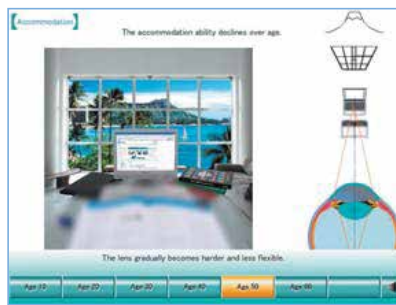 [Accommodation]
The accommodation ability declines over age.
The lens gradually becomes harder and less flexible.
Age 10
Age 20
Age 30
Age 40
Age 50
Age 60